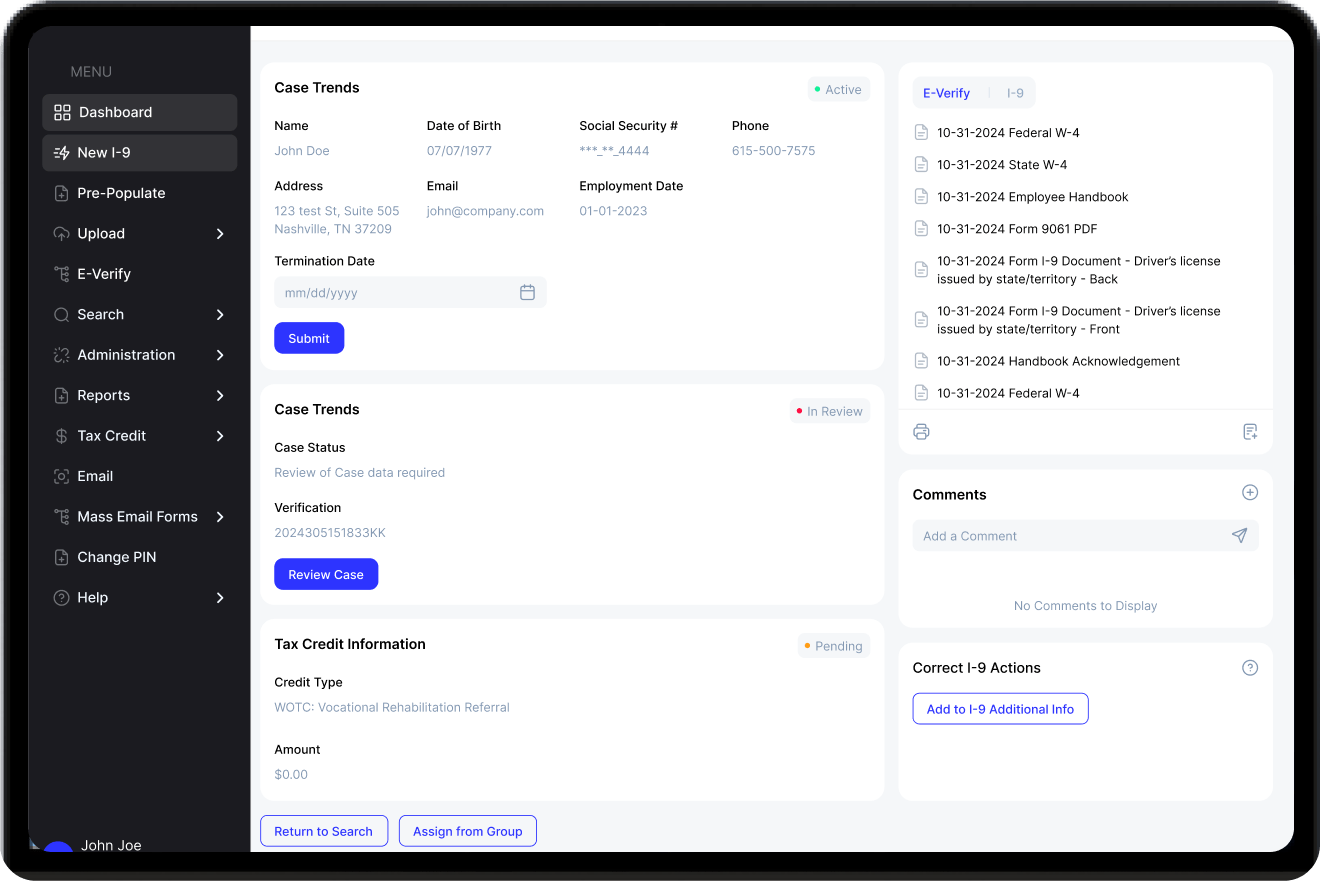 MENU
Dashboard
New I-9
Pre-Populate
Upload
E-Verify
Search
Administration
Reports
Tax Credit
Email
Mass Email Forms
Change PIN
Help
John Joe
Case Trends
Active
Name
Date of Birth
Social Security #
Phone
John Doe
07/07/1977
***_**_4444
615-500-7575
Address
Email
Employment Date
123 test St, Suite 505
Nashville, TN 37209
john@company.com
01-01-2023
Termination Date
mm/dd/yyyy
Submit
Case Trends
In Review
Case Status
Review of Case data required
Verification
2024305151833KK
Review Case
Tax Credit Information
Pending
Credit Type
WOTC: Vocational Rehabilitation Referral
Amount
$0.00
Return to Search
Assign from Group
E-Verify
I-9
10-31-2024 Federal W-4
10-31-2024 State W-4
10-31-2024 Employee Handbook
10-31-2024 Form 9061 PDF
10-31-2024 Form I-9 Document - Driver’s license
issued by state/territory - Back
10-31-2024 Form I-9 Document - Driver’s license
issued by state/territory - Front
10-31-2024 Handbook Acknowledgement
10-31-2024 Federal W-4
Comments
Add a Comment
No Comments to Display
Correct I-9 Actions
Add to I-9 Additional Info